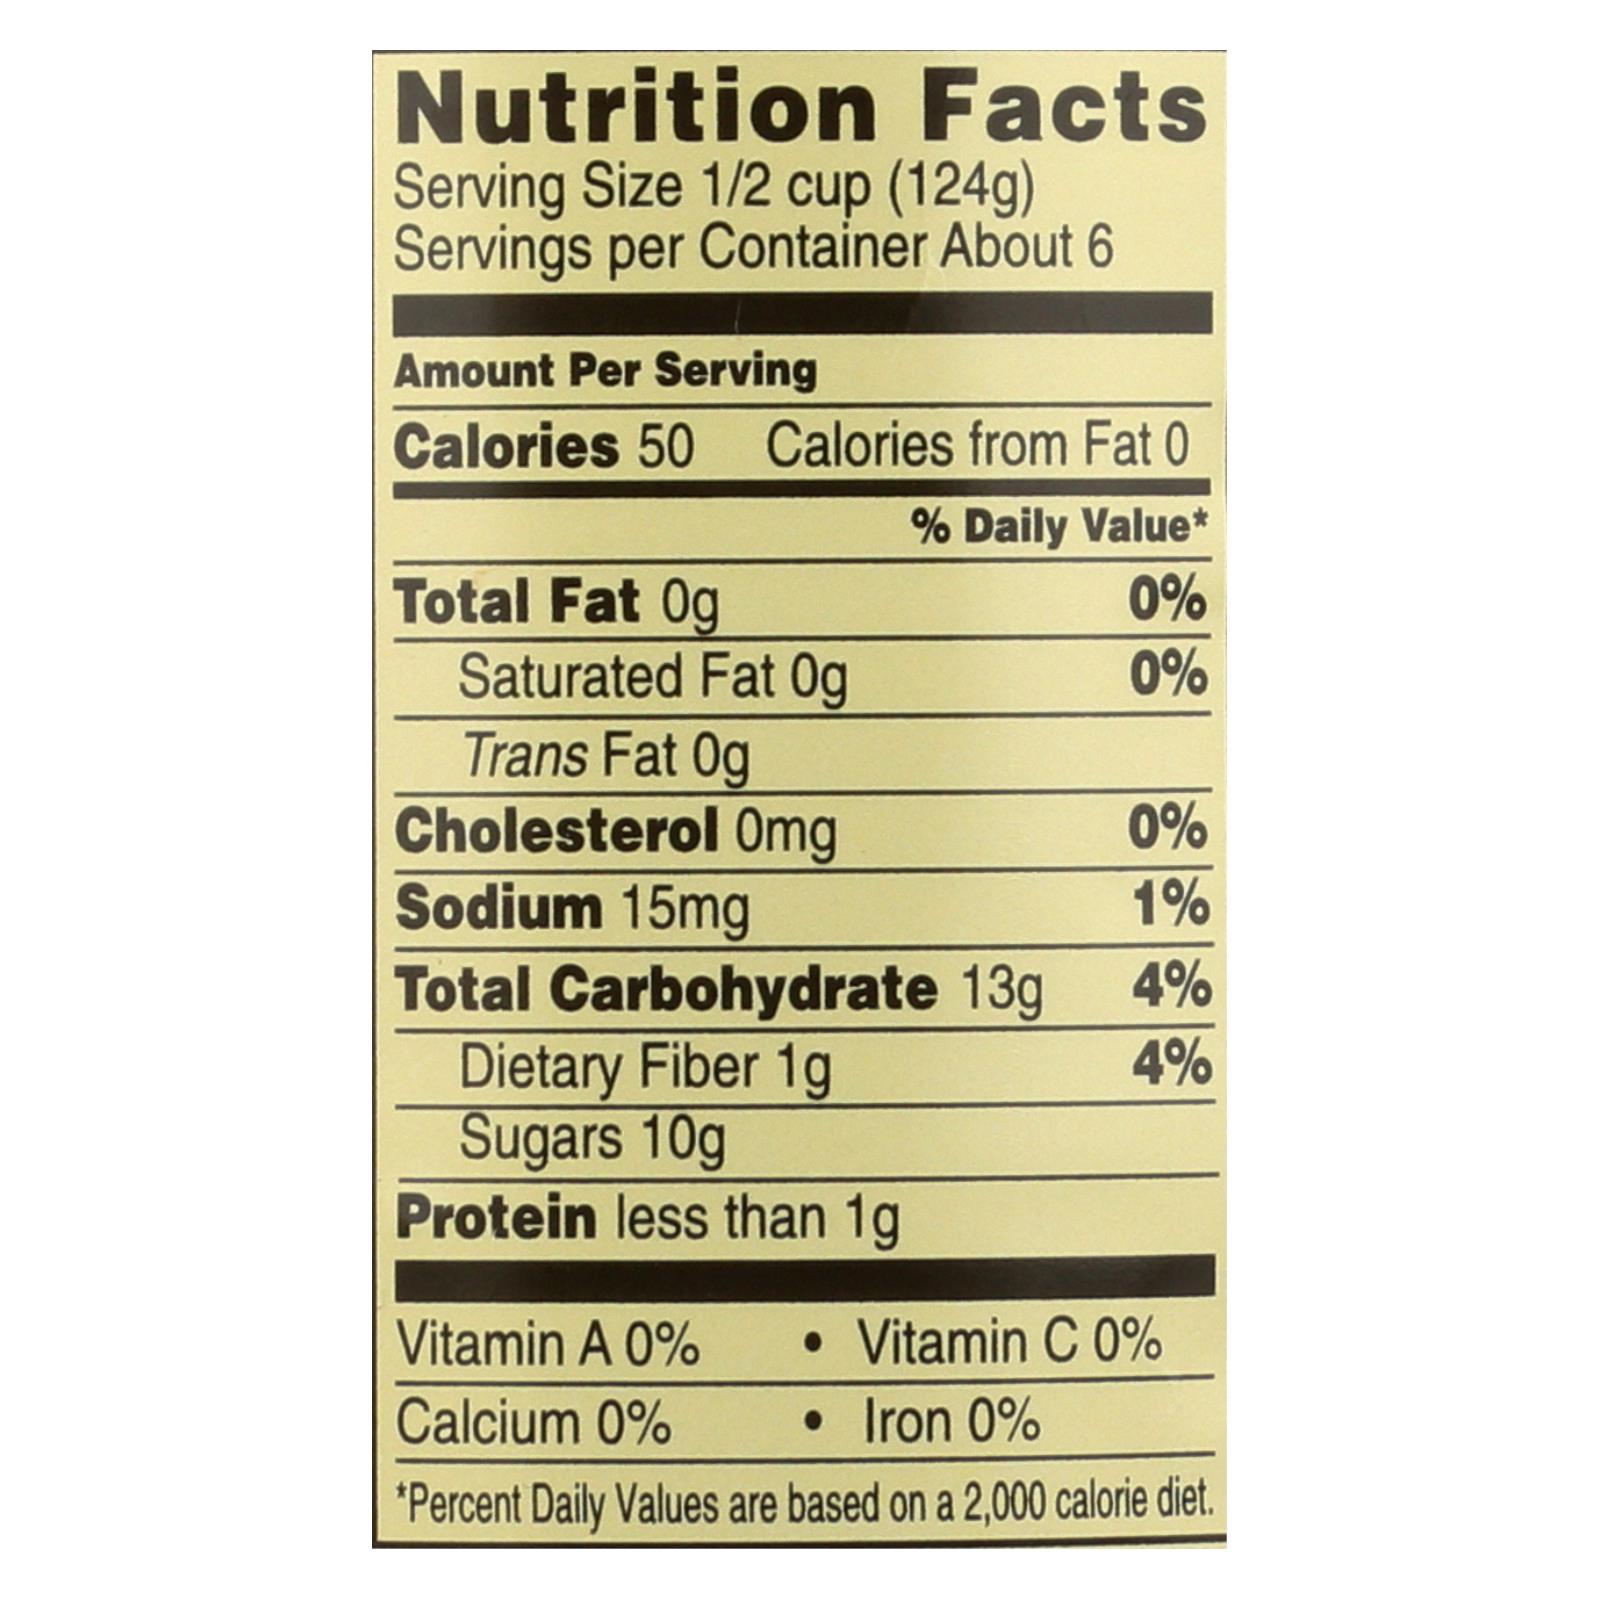 Nutrition Facts
Serving Size 1/2 cup (124g)
Servings per Container About 6
Amount Per Serving
Calories 50 Calories from Fat 0
% Daily Value*
Total Fat 0g 0%
Saturated Fat 0g 0%
Trans Fat 0g
Cholesterol 0mg 0%
Sodium 15mg 1%
Total Carbohydrate 13g 4%
Dietary Fiber 1g 4%
Sugars 10g
Protein less than 1g
Vitamin A 0% • Vitamin C 0%
Calcium 0% • Iron 0%
*Percent Daily Values are based on a 2,000 calorie diet.